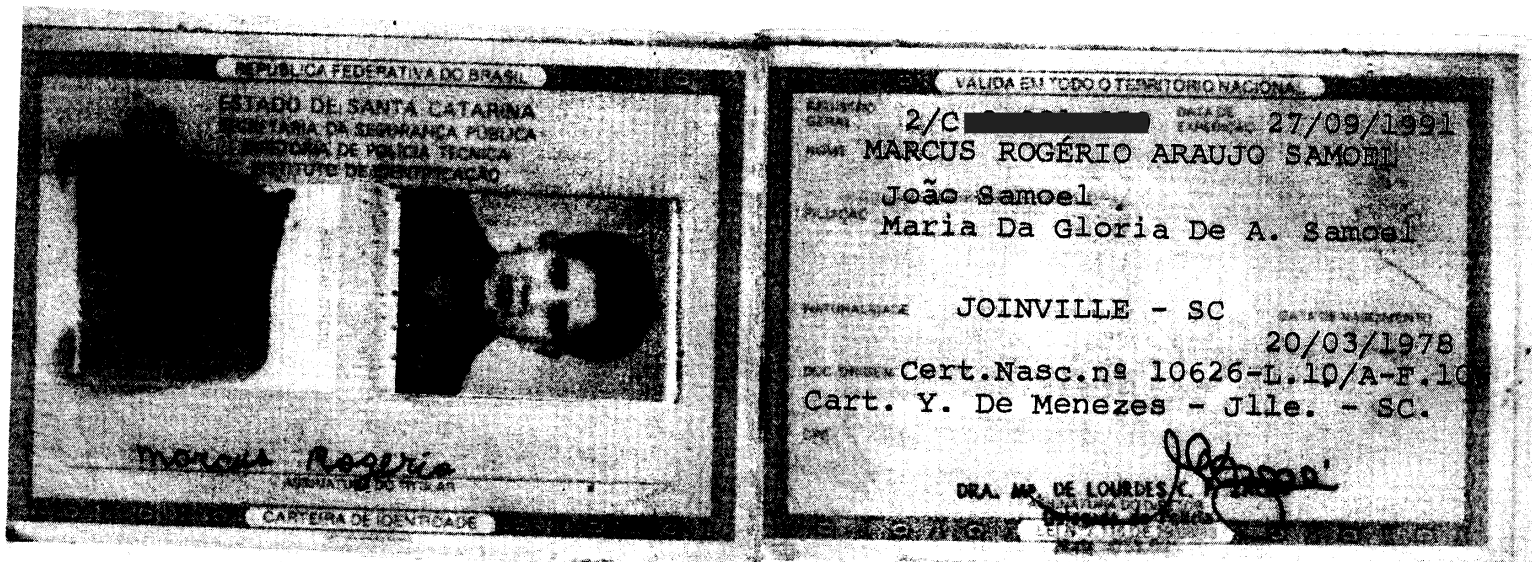 REPÚBLICA FEDERATIVA DO BRASIL
ESTADO DE SANTA CATARINA
SECRETARIA DA SEGURANÇA PÚBLICA
DIRETORIA DE POLÍCIA TÉCNICA
INSTITUTO DE IDENTIFICAÇÃO
Marcus Rogério
ASSINATURA DO TITULAR
CARTEIRA DE IDENTIDADE
VÁLIDA EM TODO O TERRITÓRIO NACIONAL
REGISTRO GERAL 2/C DATA DE EXPEDIÇÃO 27/09/1991
NOME MARCUS ROGÉRIO ARAUJO SAMOEL
João Samoel
FILIAÇÃO
Maria Da Gloria De A. Samoel
NATURALIDADE JOINVILLE - SC DATA DE NASCIMENTO
20/03/1978
DOC ORIGEM Cert.Nasc.nº 10626-L.10/A-F.10
Cart. Y. De Menezes - Jlle. - SC.
CPF
DRA. Mª. DE LOURDES C.